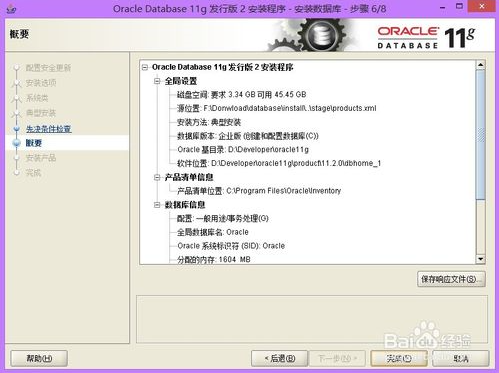 Oracle Database 11g 发行版 2 安装程序 - 安装数据库 - 步骤 6/8
概要
ORACLE
DATABASE 11g
配置安全更新
安装选项
系统类
典型安装
先决条件检查
概要
安装产品
完成
Oracle Database 11g 发行版 2 安装程序
全局设置
磁盘空间: 要求 3.34 GB 可用 45.45 GB
源位置: F:\Donwload\database\install\..\stage\products.xml
安装方法: 典型安装
数据库版本: 企业版 (创建和配置数据库(C))
Oracle 基目录: D:\Developer\oracle11g
软件位置: D:\Developer\oracle11g\product\11.2.0\dbhome_1
产品清单信息
产品清单位置: C:\Program Files\Oracle\Inventory
数据库信息
配置: 一般用途/事务处理(G)
全局数据库名: Oracle
Oracle 系统标识符 (SID): Oracle
分配的内存: 1604 MB
保存响应文件(S)...
帮助(H)
< 后退(B)
下一步(N) >
完成(F)
取消
Baidu 经验